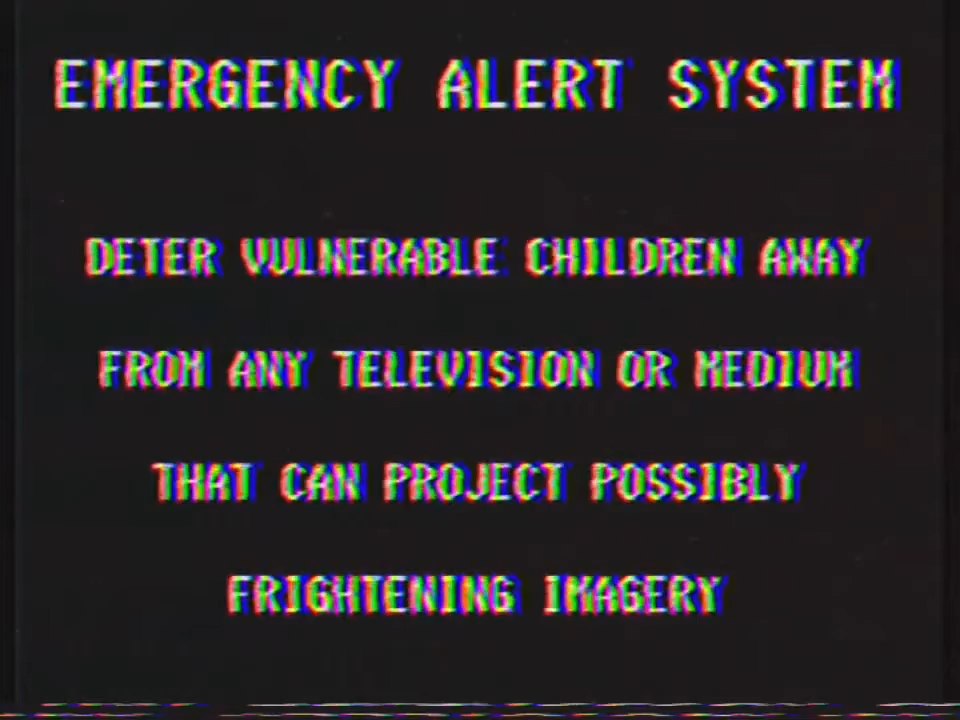 EMERGENCY ALERT SYSTEM
DETER VULNERABLE CHILDREN AWAY
FROM ANY TELEVISION OR MEDIUM
THAT CAN PROJECT POSSIBLY
FRIGHTENING IMAGERY